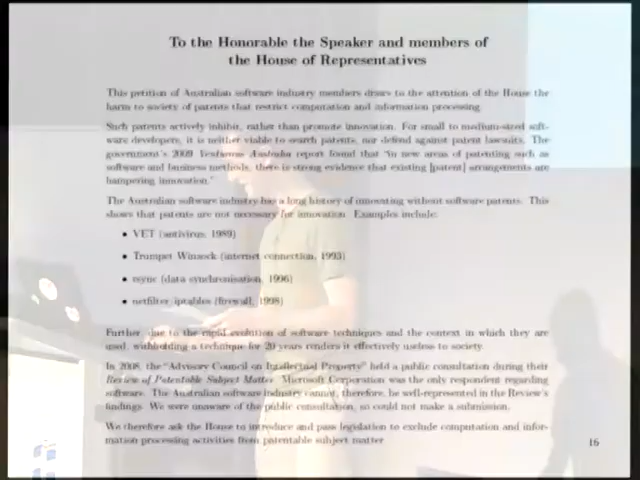 To the Honorable the Speaker and members of
the House of Representatives
This petition of Australian software industry members draws to the attention of the House the
harm to society of patents that restrict computation and information processing.
Such patents actively inhibit, rather than promote innovation. For small to medium-sized soft-
ware developers, it is neither viable to search patents, nor defend against patent lawsuits. The
government's 2009 Venturous Australia report found that "in new areas of patenting such as
software and business methods, there is strong evidence that existing [patent] arrangements are
hampering innovation."
The Australian software industry has a long history of innovating without software patents. This
shows that patents are not necessary for innovation. Examples include:
• VET (antivirus, 1989)
• Trumpet Winsock (internet connection, 1993)
• rsync (data synchronisation, 1996)
• netfilter/iptables (firewall, 1998)
Further, due to the rapid evolution of software techniques and the context in which they are
used, withholding a technique for 20 years renders it effectively useless to society.
In 2008, the "Advisory Council on Intellectual Property" held a public consultation during their
Review of Patentable Subject Matter. Microsoft Corporation was the only respondent regarding
software. The Australian software industry cannot, therefore, be well-represented in the Review's
findings. We were unaware of the public consultation, so could not make a submission.
We therefore ask the House to introduce and pass legislation to exclude computation and infor-
mation processing activities from patentable subject matter
16